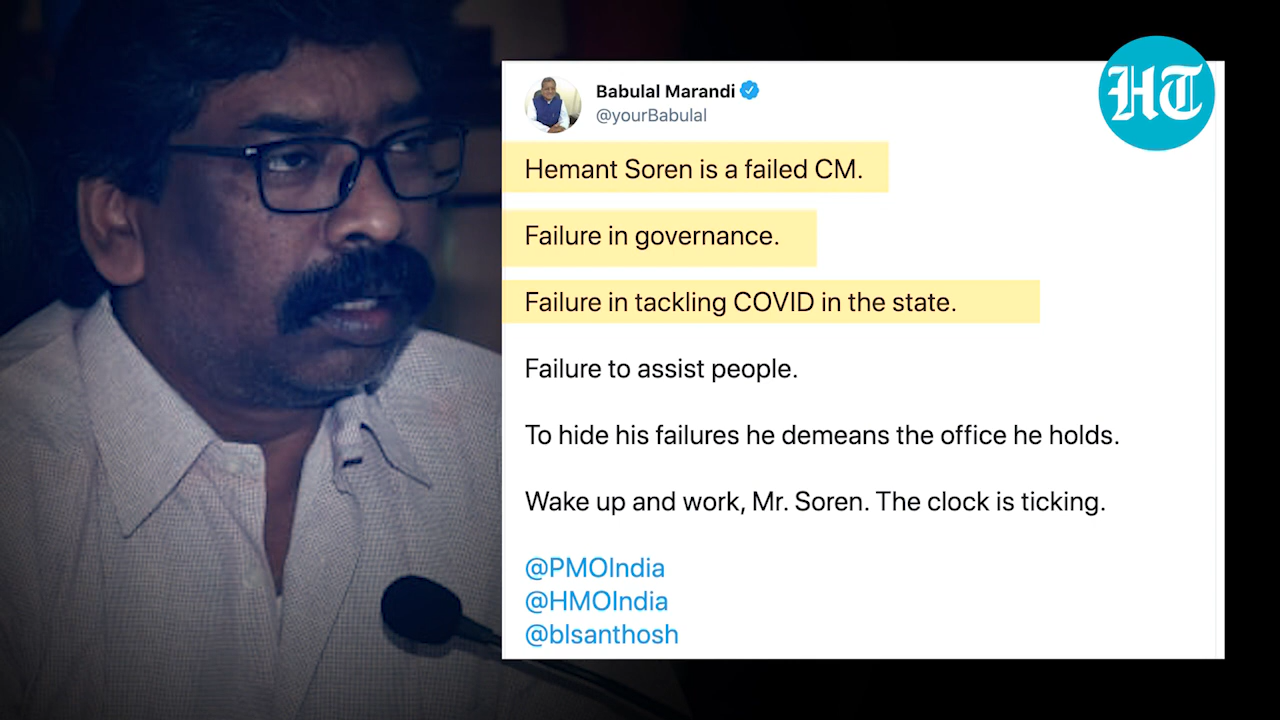 HT
Babulal Marandi
@yourBabulal
Hemant Soren is a failed CM.
Failure in governance.
Failure in tackling COVID in the state.
Failure to assist people.
To hide his failures he demeans the office he holds.
Wake up and work, Mr. Soren. The clock is ticking.
@PMOIndia
@HMOIndia
@blsanthosh